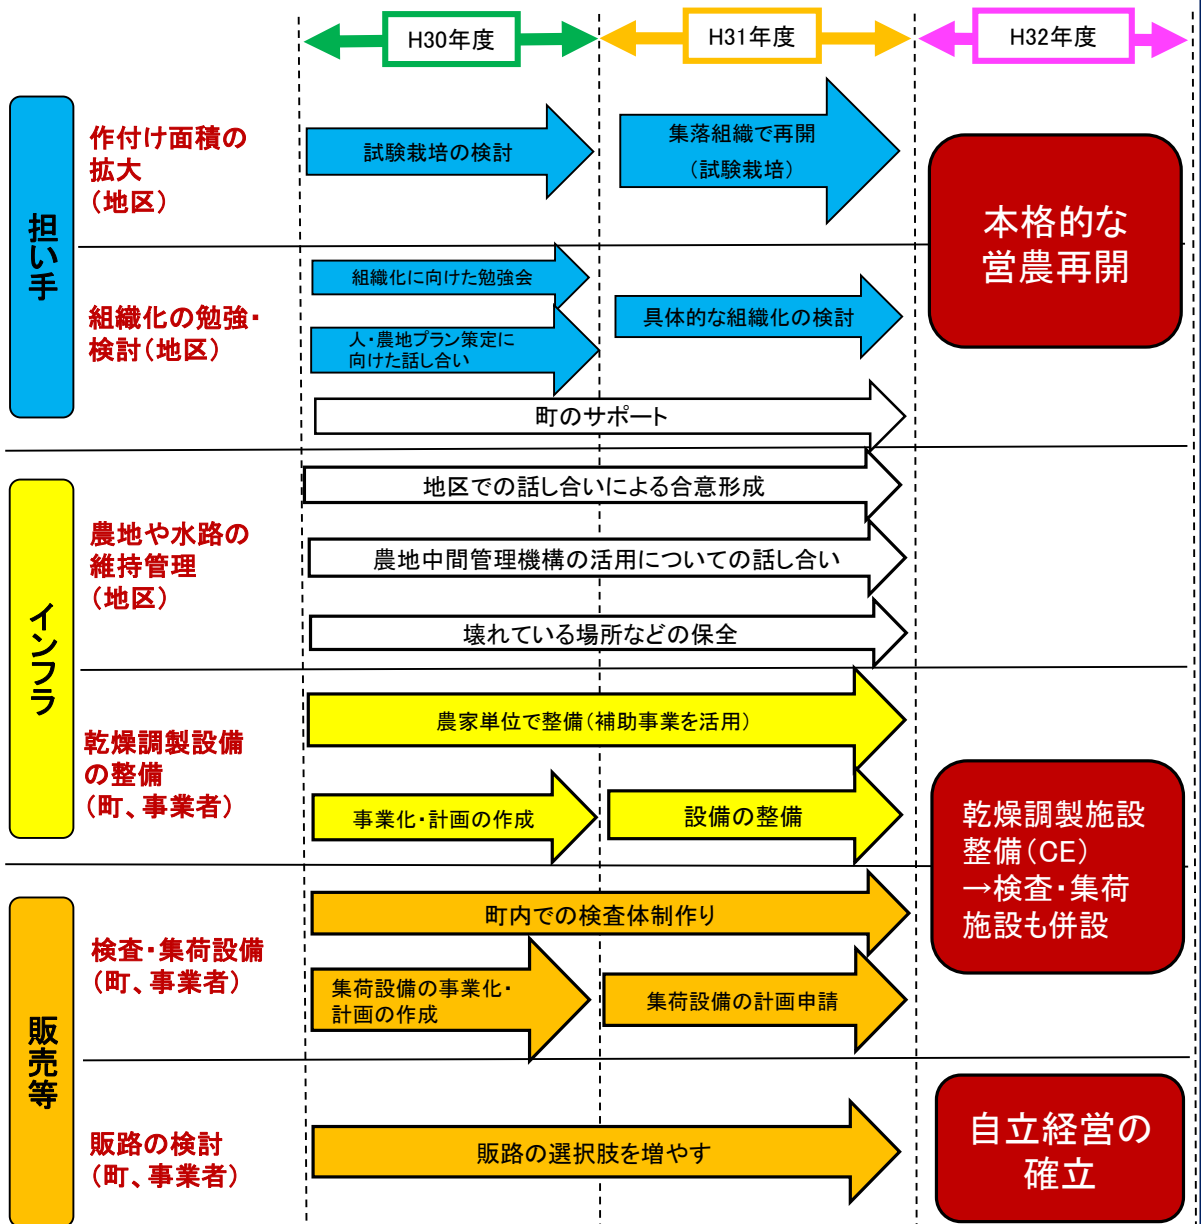 H30年度
H31年度
H32年度
担い手
作付け面積の
拡大
（地区）
試験栽培の検討
集落組織で再開
（試験栽培）
本格的な
営農再開
組織化の勉強・
検討（地区）
組織化に向けた勉強会
人・農地プラン策定に
向けた話し合い
具体的な組織化の検討
町のサポート
インフラ
農地や水路の
維持管理
（地区）
地区での話し合いによる合意形成
農地中間管理機構の活用についての話し合い
壊れている場所などの保全
乾燥調製設備
の整備
（町、事業者）
農家単位で整備（補助事業を活用）
事業化・計画の作成
設備の整備
乾燥調製施設
整備（CE）
→検査・集荷
施設も併設
販売等
検査・集荷設備
（町、事業者）
町内での検査体制作り
集荷設備の事業化・
計画の作成
集荷設備の計画申請
販路の検討
（町、事業者）
販路の選択肢を増やす
自立経営の
確立